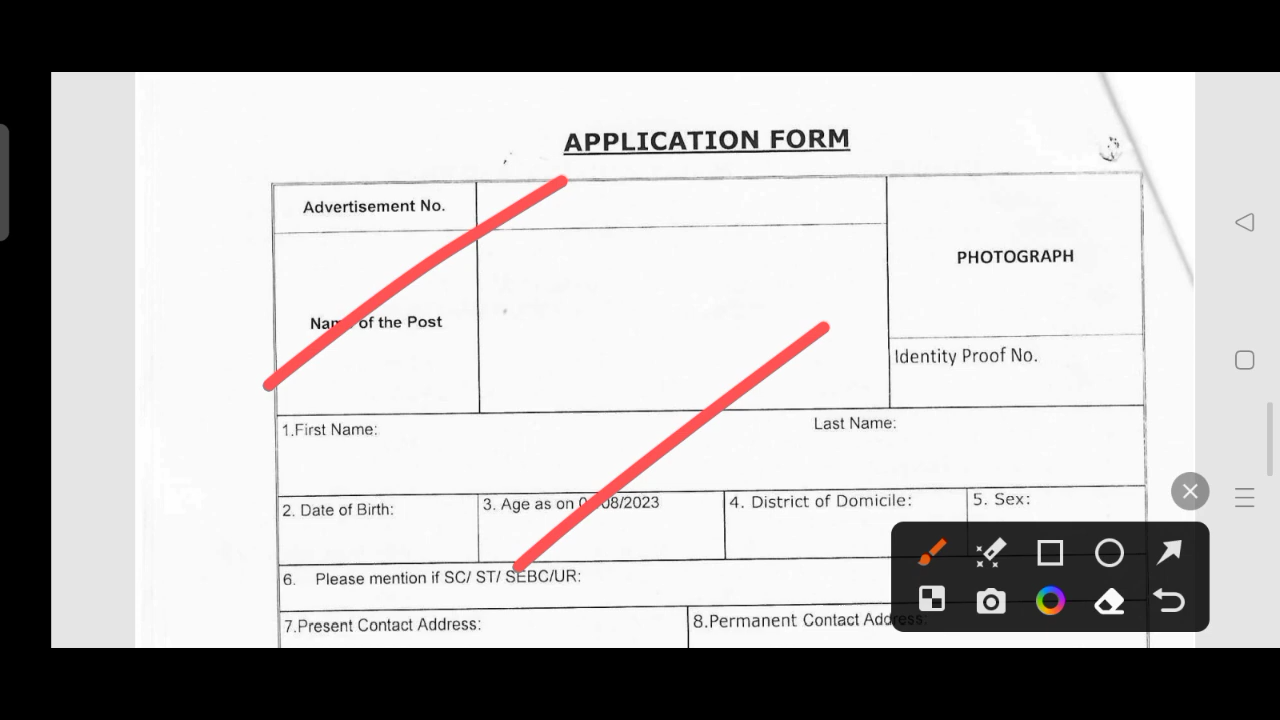 APPLICATION FORM
Advertisement No.
PHOTOGRAPH
Name of the Post
Identity Proof No.
1.First Name: Last Name:
2. Date of Birth: 3. Age as on 08/2023 4. District of Domicile: 5. Sex:
6. Please mention if SC/ ST/ SEBC/UR:
7.Present Contact Address: 8.Permanent Contact Address: